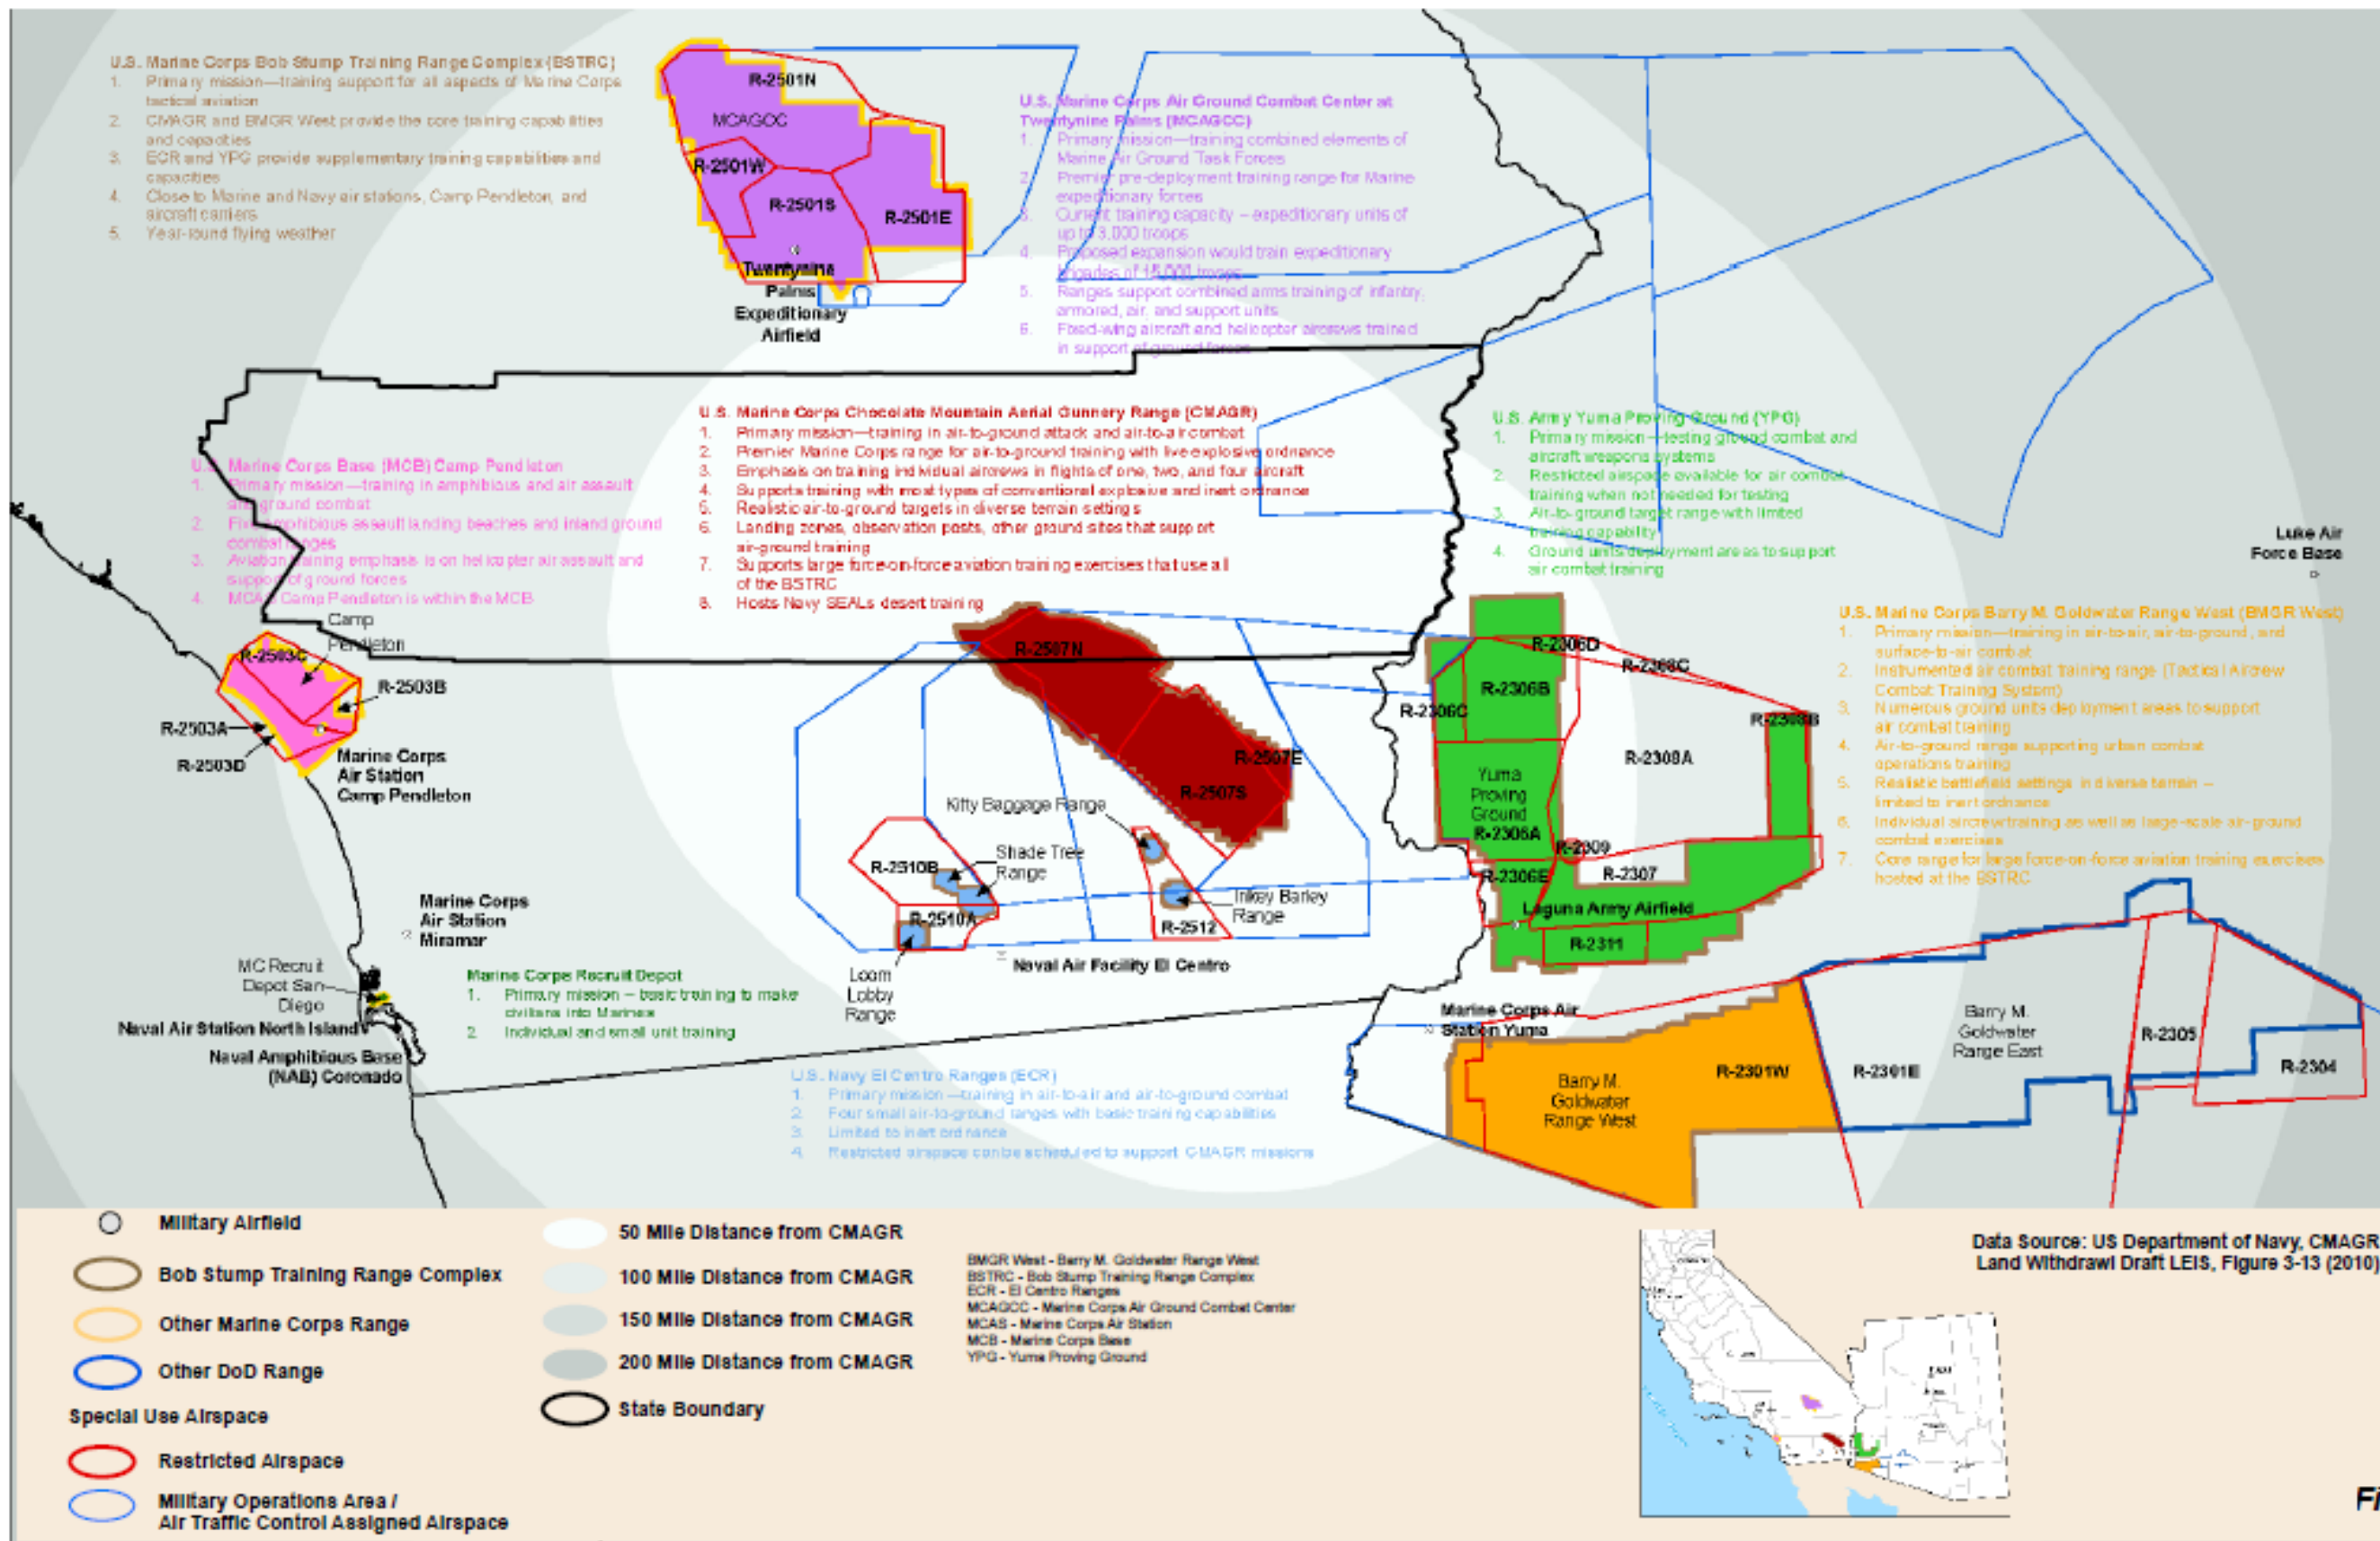 U.S. Marine Corps Bob Stump Training Range Complex (BSTRC)
1. Primary mission—training support for all aspects of Marine Corps
tactical aviation
2. CMAGR and BMGR West provide the core training capabilities
and capacities
3. ECR and YPG provide supplementary training capabilities and
capacities
4. Close to Marine and Navy air stations, Camp Pendleton, and
aircraft carriers
5. Year-round flying weather
R-2501N
MCAGCC
R-2501W
R-2501S
R-2501E
Twentynine
Palms
Expeditionary
Airfield
U.S. Marine Corps Air Ground Combat Center at
Twentynine Palms (MCAGCC)
1. Primary mission—training combined elements of
Marine Air Ground Task Forces
2. Premier pre-deployment training range for Marine
expeditionary forces
3. Current training capacity – expeditionary units of
up to 3,000 troops
4. Proposed expansion would train expeditionary
brigades of 15,000 troops
5. Ranges support combined arms training of infantry,
armored, air, and support units
6. Fixed-wing aircraft and helicopter aircrews trained
in support of ground forces
U.S. Marine Corps Base (MCB) Camp Pendleton
1. Primary mission—training in amphibious and air assault
and ground combat
2. Five amphibious assault landing beaches and inland ground
combat ranges
3. Aviation training emphasis is on helicopter air assault and
support of ground forces
4. MCAS Camp Pendleton is within the MCB
U.S. Marine Corps Chocolate Mountain Aerial Gunnery Range (CMAGR)
1. Primary mission—training in air-to-ground attack and air-to-air combat
2. Premier Marine Corps range for air-to-ground training with live explosive ordnance
3. Emphasis on training individual aircrews in flights of one, two, and four aircraft
4. Supports training with most types of conventional explosive and inert ordnance
5. Realistic air-to-ground targets in diverse terrain settings
6. Landing zones, observation posts, other ground sites that support
air-ground training
7. Supports large force-on-force aviation training exercises that use all
of the BSTRC
8. Hosts Navy SEALs desert training
U.S. Army Yuma Proving Ground (YPG)
1. Primary mission—testing ground combat and
aircraft weapons systems
2. Restricted airspace available for air combat
training when not needed for testing
3. Air-to-ground target range with limited
training capability
4. Ground units deployment areas to support
air combat training
Luke Air
Force Base
U.S. Marine Corps Barry M. Goldwater Range West (BMGR West)
1. Primary mission—training in air-to-air, air-to-ground, and
surface-to-air combat
2. Instrumented air combat training range (Tactical Aircrew
Combat Training System)
3. Numerous ground units deployment areas to support
air combat training
4. Air-to-ground range supporting urban combat
operations training
5. Realistic battlefield settings in diverse terrain –
limited to inert ordnance
6. Individual aircrew training as well as large-scale air-ground
combat exercises
7. Core range for large force-on-force aviation training exercises
hosted at the BSTRC
Camp
Pendleton
R-2503C
R-2503B
R-2503A
R-2503D
Marine Corps
Air Station
Camp Pendleton
R-2507N
R-2507E
R-2507S
Kitty Baggage Range
Shade Tree
Range
R-2510B
R-2510A
Inkey Barley
Range
R-2512
Loom
Lobby
Range
Naval Air Facility El Centro
R-2306D
R-2308C
R-2306B
R-2306C
R-2308B
R-2308A
Yuma
Proving
Ground
R-2306A
R-2309
R-2306E
R-2307
Laguna Army Airfield
R-2311
Marine Corps
Air Station
Miramar
MC Recruit
Depot San
Diego
Naval Air Station North Island
Naval Amphibious Base
(NAB) Coronado
Marine Corps Recruit Depot
1. Primary mission – basic training to make
civilians into Marines
2. Individual and small unit training
Marine Corps Air
Station Yuma
U.S. Navy El Centro Ranges (ECR)
1. Primary mission—training in air-to-air and air-to-ground combat
2. Four small air-to-ground ranges with basic training capabilities
3. Limited to inert ordnance
4. Restricted airspace can be scheduled to support CMAGR missions
Barry M.
Goldwater
Range West
R-2301W
R-2301E
Barry M.
Goldwater
Range East
R-2305
R-2304
Military Airfield
Bob Stump Training Range Complex
Other Marine Corps Range
Other DoD Range
Special Use Airspace
Restricted Airspace
Military Operations Area /
Air Traffic Control Assigned Airspace
50 Mile Distance from CMAGR
100 Mile Distance from CMAGR
150 Mile Distance from CMAGR
200 Mile Distance from CMAGR
State Boundary
BMGR West - Barry M. Goldwater Range West
BSTRC - Bob Stump Training Range Complex
ECR - El Centro Ranges
MCAGCC - Marine Corps Air Ground Combat Center
MCAS - Marine Corps Air Station
MCB - Marine Corps Base
YPG - Yuma Proving Ground
Data Source: US Department of Navy, CMAGR
Land Withdrawl Draft LEIS, Figure 3-13 (2010)
Fi